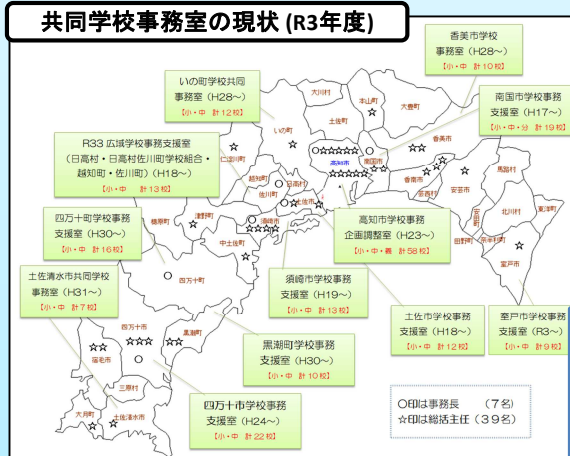 共同学校事務室の現状 (R3年度)
香美市学校
事務室（H28～）
【小・中 計10校】
いの町学校共同
事務室（H28～）
【小・中 計12校】
南国市学校事務
支援室（H17～）
【小・中・分 計19校】
R33 広域学校事務支援室
（日高村・日高村佐川町学校組合・
越知町・佐川町）（H18～）
【小・中 計13校】
四万十町学校事務
支援室（H30～）
【小・中 計16校】
土佐清水市共同学校
事務室（H31～）
【小・中 計7校】
高知市学校事務
企画調整室（H23～）
【小・中・義 計58校】
須崎市学校事務
支援室（H19～）
【小・中 計13校】
土佐市学校事務
支援室（H18～）
【小・中 計12校】
室戸市学校事務
支援室（R3～）
【小・中 計9校】
黒潮町学校事務
支援室（H30～）
【小・中 計10校】
四万十市学校事務
支援室（H24～）
【小・中 計22校】
大川村
本山町
大豊町
土佐町
いの町
香美市
仁淀川町
高知市
南国市
越知町
日高村
佐川町
土佐市
香南市
芸西村
安芸市
馬路村
安田町
北川村
東洋町
田野町
奈半利町
室戸市
梼原町
津野町
須崎市
中土佐町
四万十町
四万十市
黒潮町
宿毛市
三原村
大月町
土佐清水市
○印は事務長 （7名）
☆印は総括主任（39名）